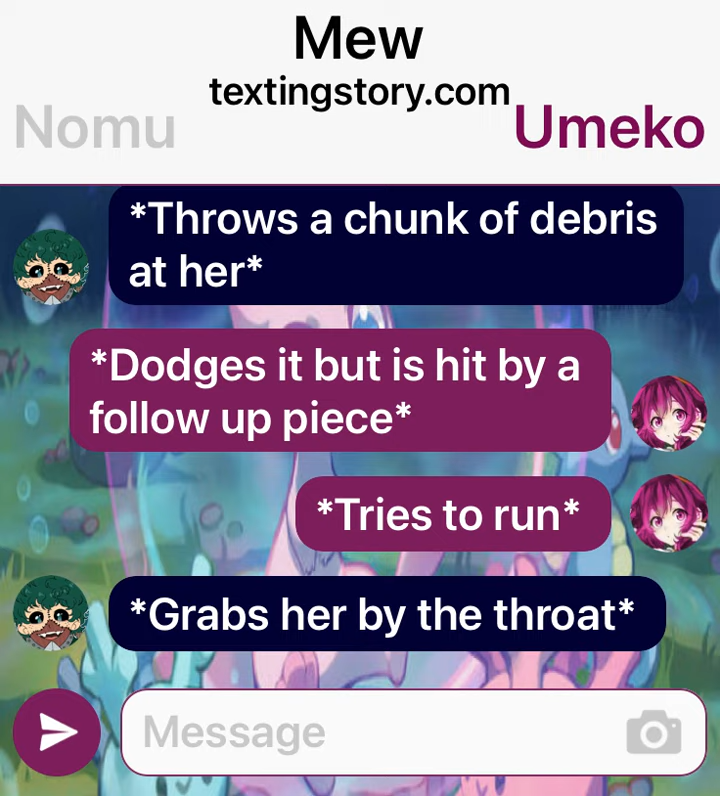 Mew
textingstory.com
Nomu
Umeko
*Throws a chunk of debris
at her*
*Dodges it but is hit by a
follow up piece*
*Tries to run*
*Grabs her by the throat*
Message